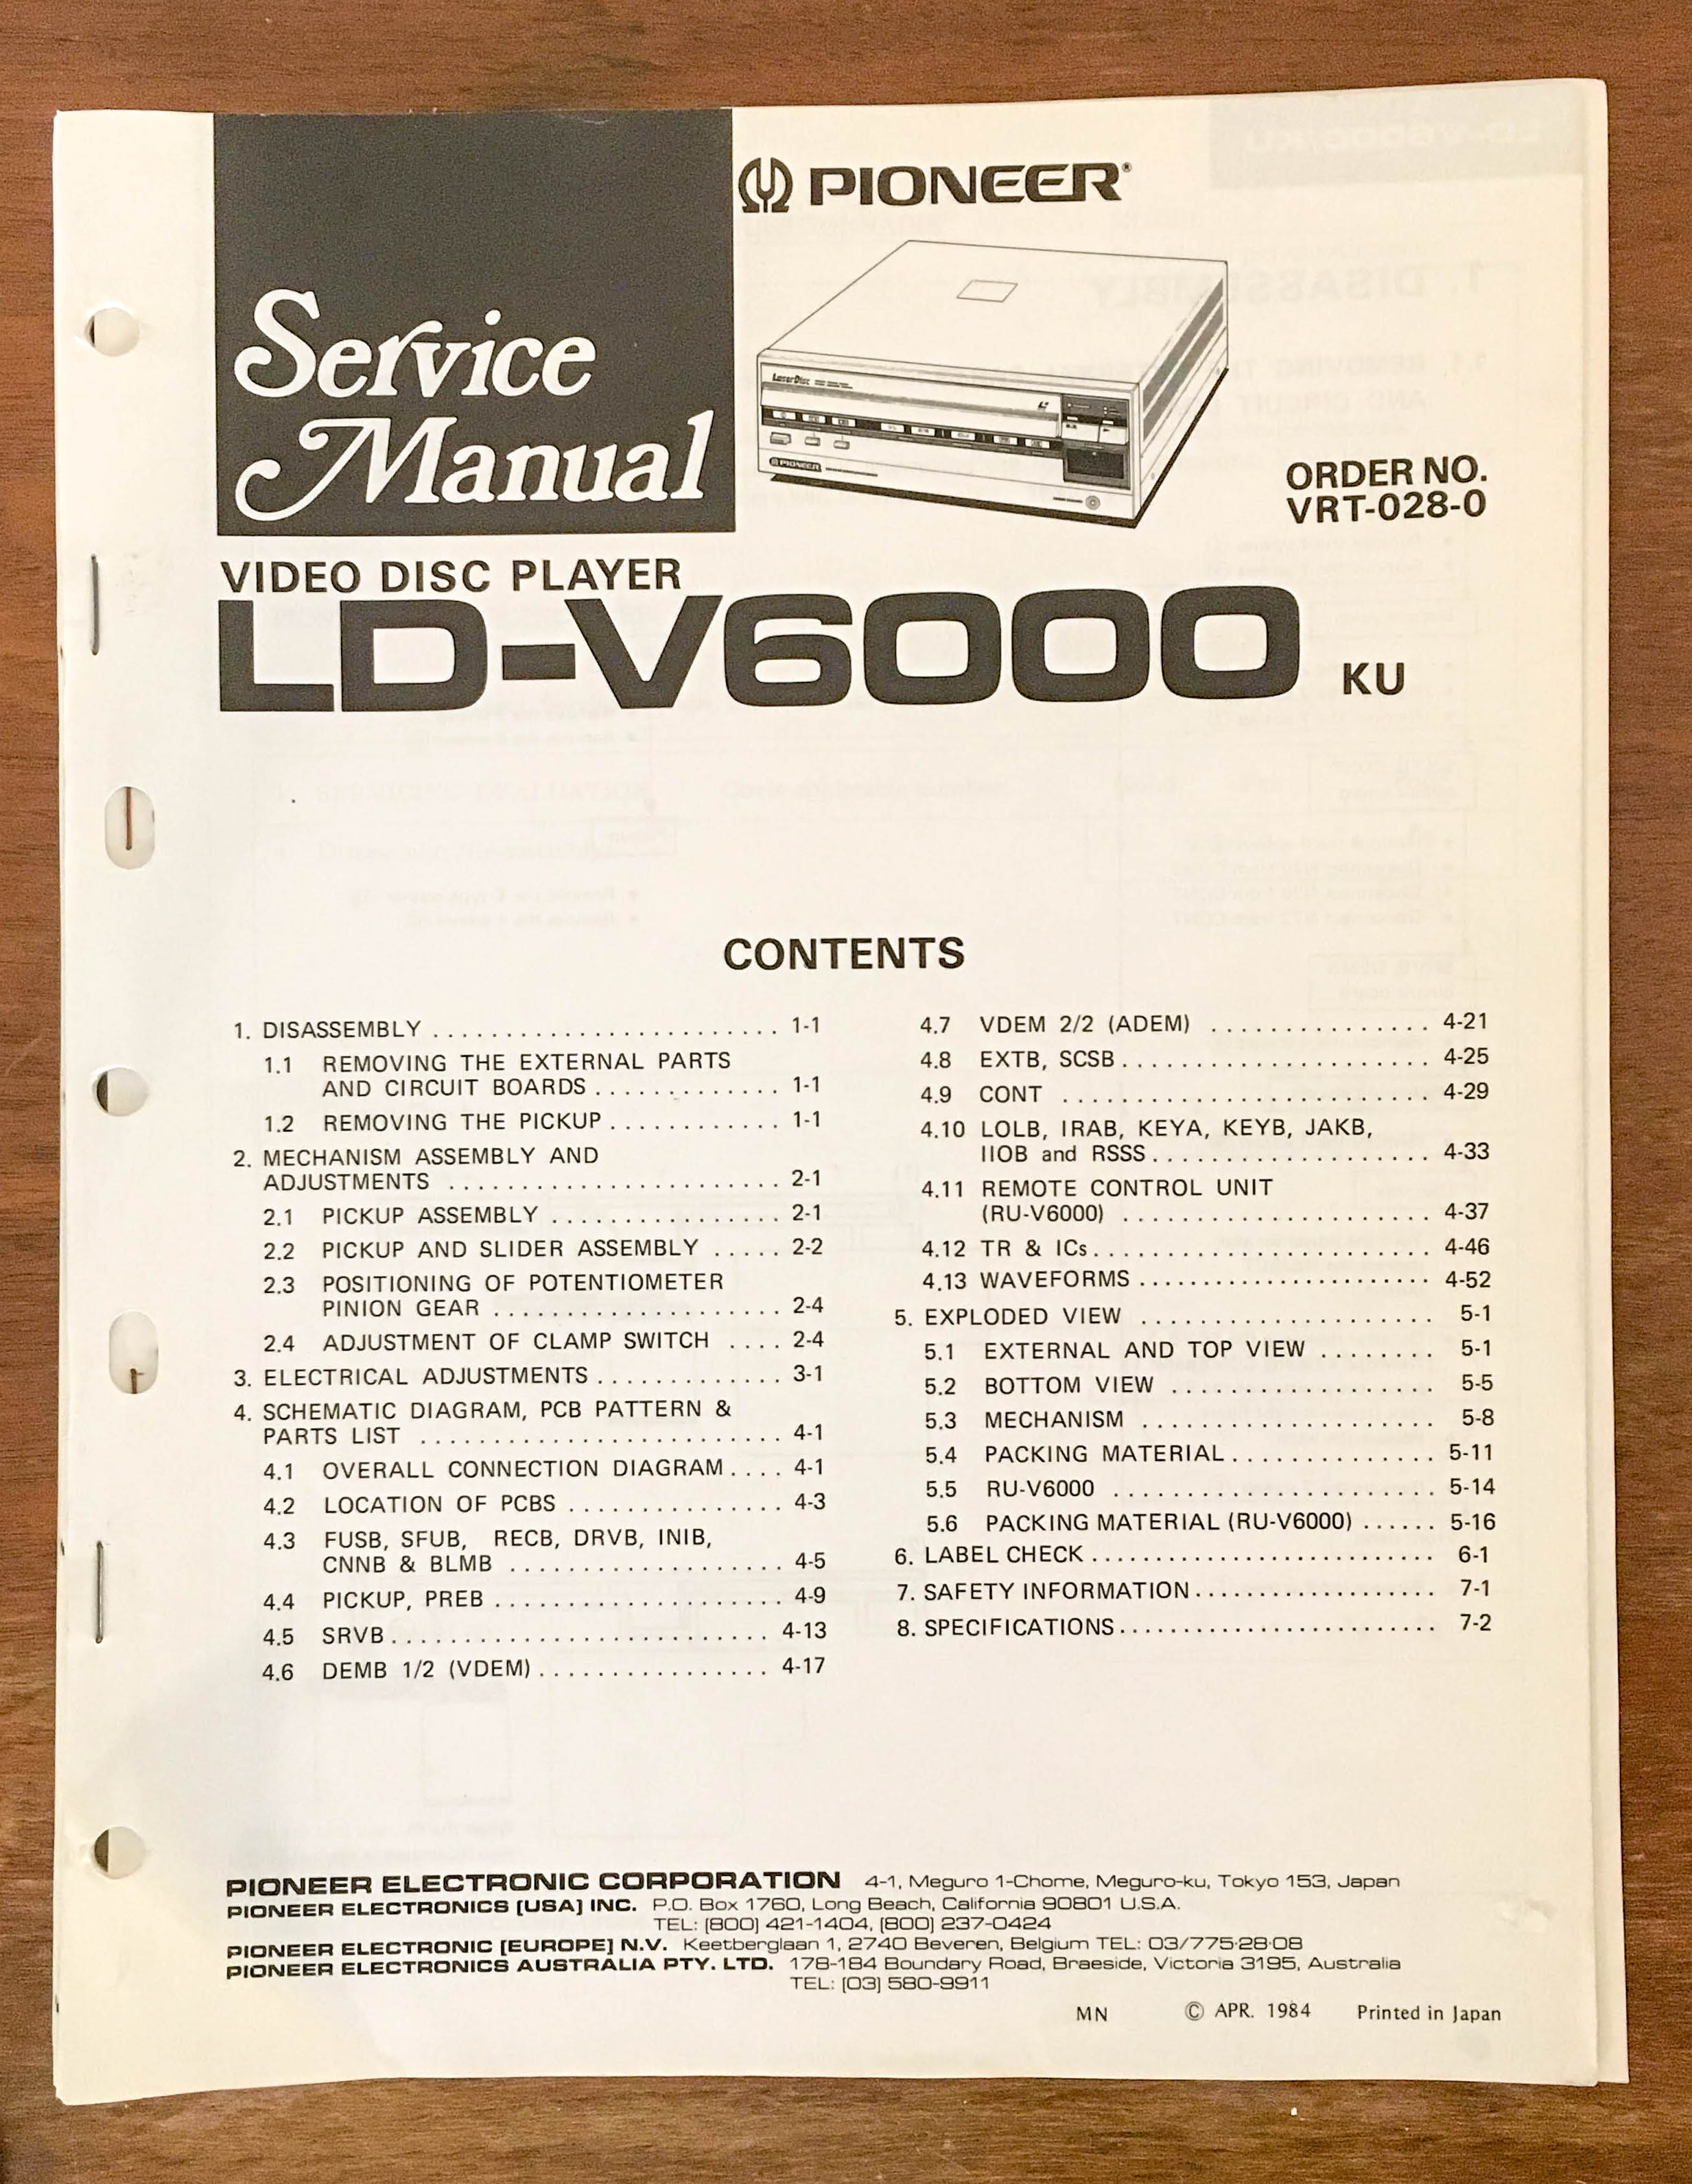 PIONEER®
Service
Manual
LaserDisc
PIONEER
ORDER NO.
VRT-028-0
VIDEO DISC PLAYER
LD-V6000 KU
CONTENTS
1. DISASSEMBLY ........................ 1-1
1.1 REMOVING THE EXTERNAL PARTS
AND CIRCUIT BOARDS ............. 1-1
1.2 REMOVING THE PICKUP ............ 1-1
2. MECHANISM ASSEMBLY AND
ADJUSTMENTS ....................... 2-1
2.1 PICKUP ASSEMBLY ................ 2-1
2.2 PICKUP AND SLIDER ASSEMBLY ..... 2-2
2.3 POSITIONING OF POTENTIOMETER
PINION GEAR .................... 2-4
2.4 ADJUSTMENT OF CLAMP SWITCH .... 2-4
3. ELECTRICAL ADJUSTMENTS ............. 3-1
4. SCHEMATIC DIAGRAM, PCB PATTERN &
PARTS LIST ......................... 4-1
4.1 OVERALL CONNECTION DIAGRAM .... 4-1
4.2 LOCATION OF PCBS ............... 4-3
4.3 FUSB, SFUB, RECB, DRVB, INIB,
CNNB & BLMB ................... 4-5
4.4 PICKUP, PREB .................... 4-9
4.5 SRVB ........................... 4-13
4.6 DEMB 1/2 (VDEM) ................ 4-17
4.7 VDEM 2/2 (ADEM) ............... 4-21
4.8 EXTB, SCSB ...................... 4-25
4.9 CONT .......................... 4-29
4.10 LOLB, IRAB, KEYA, KEYB, JAKB,
IIOB and RSSS ................... 4-33
4.11 REMOTE CONTROL UNIT
(RU-V6000) ...................... 4-37
4.12 TR & ICs ........................ 4-46
4.13 WAVEFORMS ..................... 4-52
5. EXPLODED VIEW ..................... 5-1
5.1 EXTERNAL AND TOP VIEW ........ 5-1
5.2 BOTTOM VIEW ................... 5-5
5.3 MECHANISM ..................... 5-8
5.4 PACKING MATERIAL ............... 5-11
5.5 RU-V6000 ....................... 5-14
5.6 PACKING MATERIAL (RU-V6000) ...... 5-16
6. LABEL CHECK .......................... 6-1
7. SAFETY INFORMATION .................. 7-1
8. SPECIFICATIONS ........................ 7-2
PIONEER ELECTRONIC CORPORATION 4-1, Meguro 1-Chome, Meguro-ku, Tokyo 153, Japan
PIONEER ELECTRONICS [USA] INC. P.O. Box 1760, Long Beach, California 90801 U.S.A.
TEL: [800] 421-1404, [800] 237-0424
PIONEER ELECTRONIC [EUROPE] N.V. Keetberglaan 1, 2740 Beveren, Belgium TEL: 03/775·28·08
PIONEER ELECTRONICS AUSTRALIA PTY. LTD. 178-184 Boundary Road, Braeside, Victoria 3195, Australia
TEL: [03] 580-9911
MN © APR. 1984 Printed in Japan